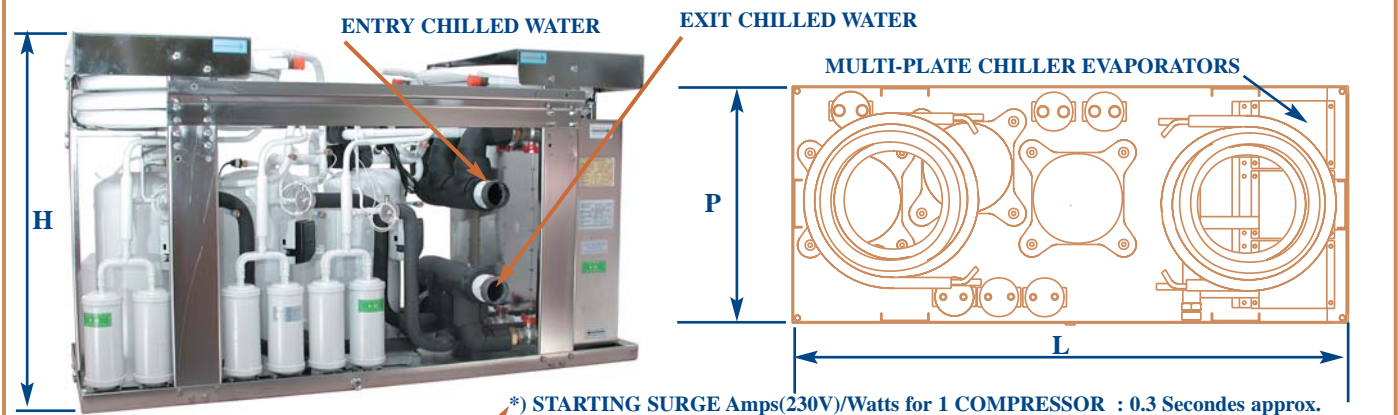 ENTRY CHILLED WATER
EXIT CHILLED WATER
MULTI-PLATE CHILLER EVAPORATORS
H
P
L
*) STARTING SURGE Amps(230V)/Watts for 1 COMPRESSOR : 0.3 Secondes approx.